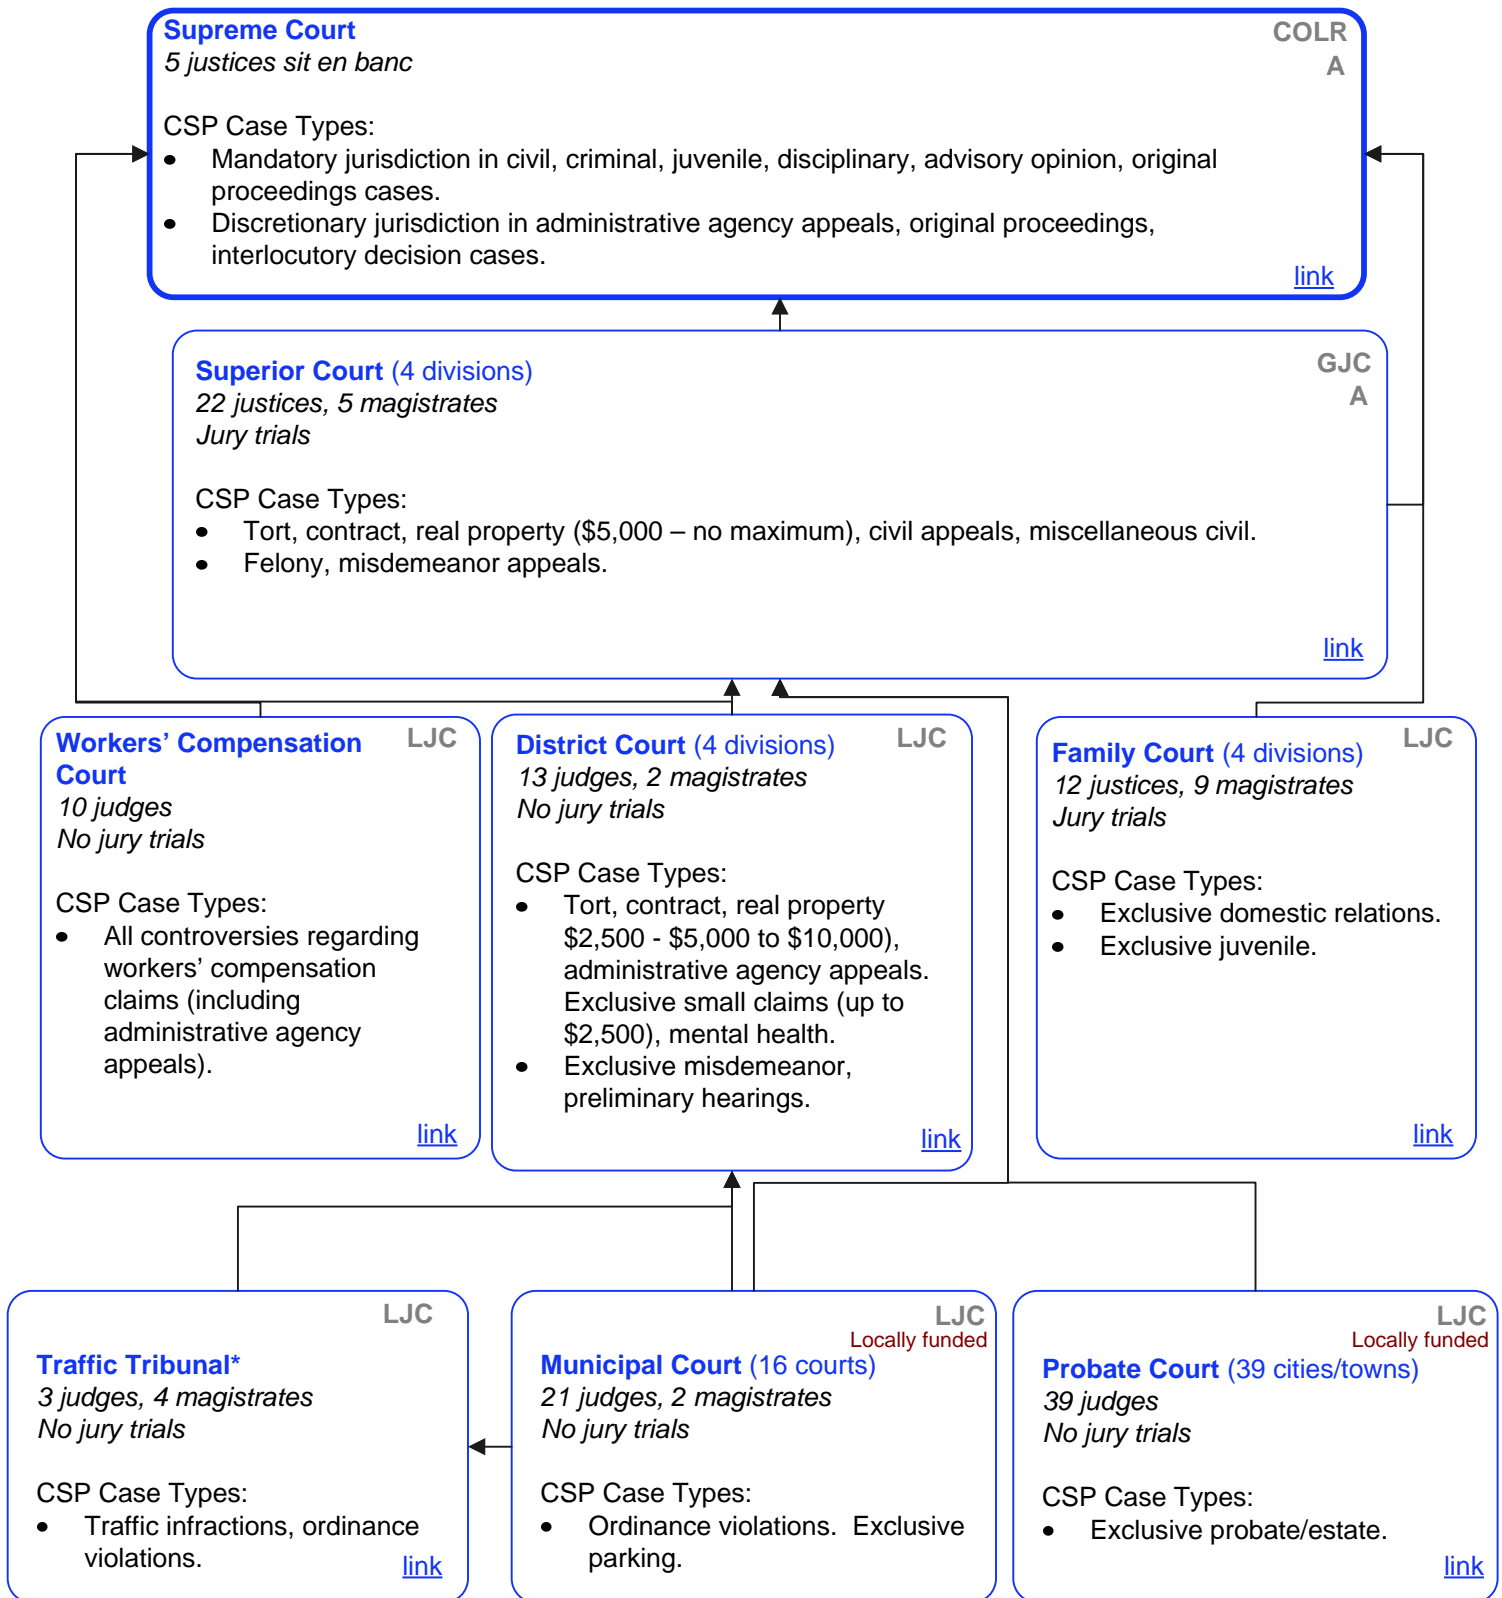 Supreme Court
COLR
5 justices sit en banc
A
CSP Case Types:
• Mandatory jurisdiction in civil, criminal, juvenile, disciplinary, advisory opinion, original
proceedings cases.
• Discretionary jurisdiction in administrative agency appeals, original proceedings,
interlocutory decision cases.
link
Superior Court (4 divisions)
GJC
22 justices, 5 magistrates
A
Jury trials
CSP Case Types:
• Tort, contract, real property ($5,000 – no maximum), civil appeals, miscellaneous civil.
• Felony, misdemeanor appeals.
link
Workers’ Compensation
LJC
Court
10 judges
No jury trials
CSP Case Types:
• All controversies regarding
workers’ compensation
claims (including
administrative agency
appeals).
link
District Court (4 divisions)
LJC
13 judges, 2 magistrates
No jury trials
CSP Case Types:
• Tort, contract, real property
$2,500 - $5,000 to $10,000),
administrative agency appeals.
Exclusive small claims (up to
$2,500), mental health.
• Exclusive misdemeanor,
preliminary hearings.
link
Family Court (4 divisions)
LJC
12 justices, 9 magistrates
Jury trials
CSP Case Types:
• Exclusive domestic relations.
• Exclusive juvenile.
link
LJC
Traffic Tribunal*
3 judges, 4 magistrates
No jury trials
CSP Case Types:
• Traffic infractions, ordinance
violations.
link
LJC
Locally funded
Municipal Court (16 courts)
21 judges, 2 magistrates
No jury trials
CSP Case Types:
• Ordinance violations.  Exclusive
parking.
LJC
Locally funded
Probate Court (39 cities/towns)
39 judges
No jury trials
CSP Case Types:
• Exclusive probate/estate.
link